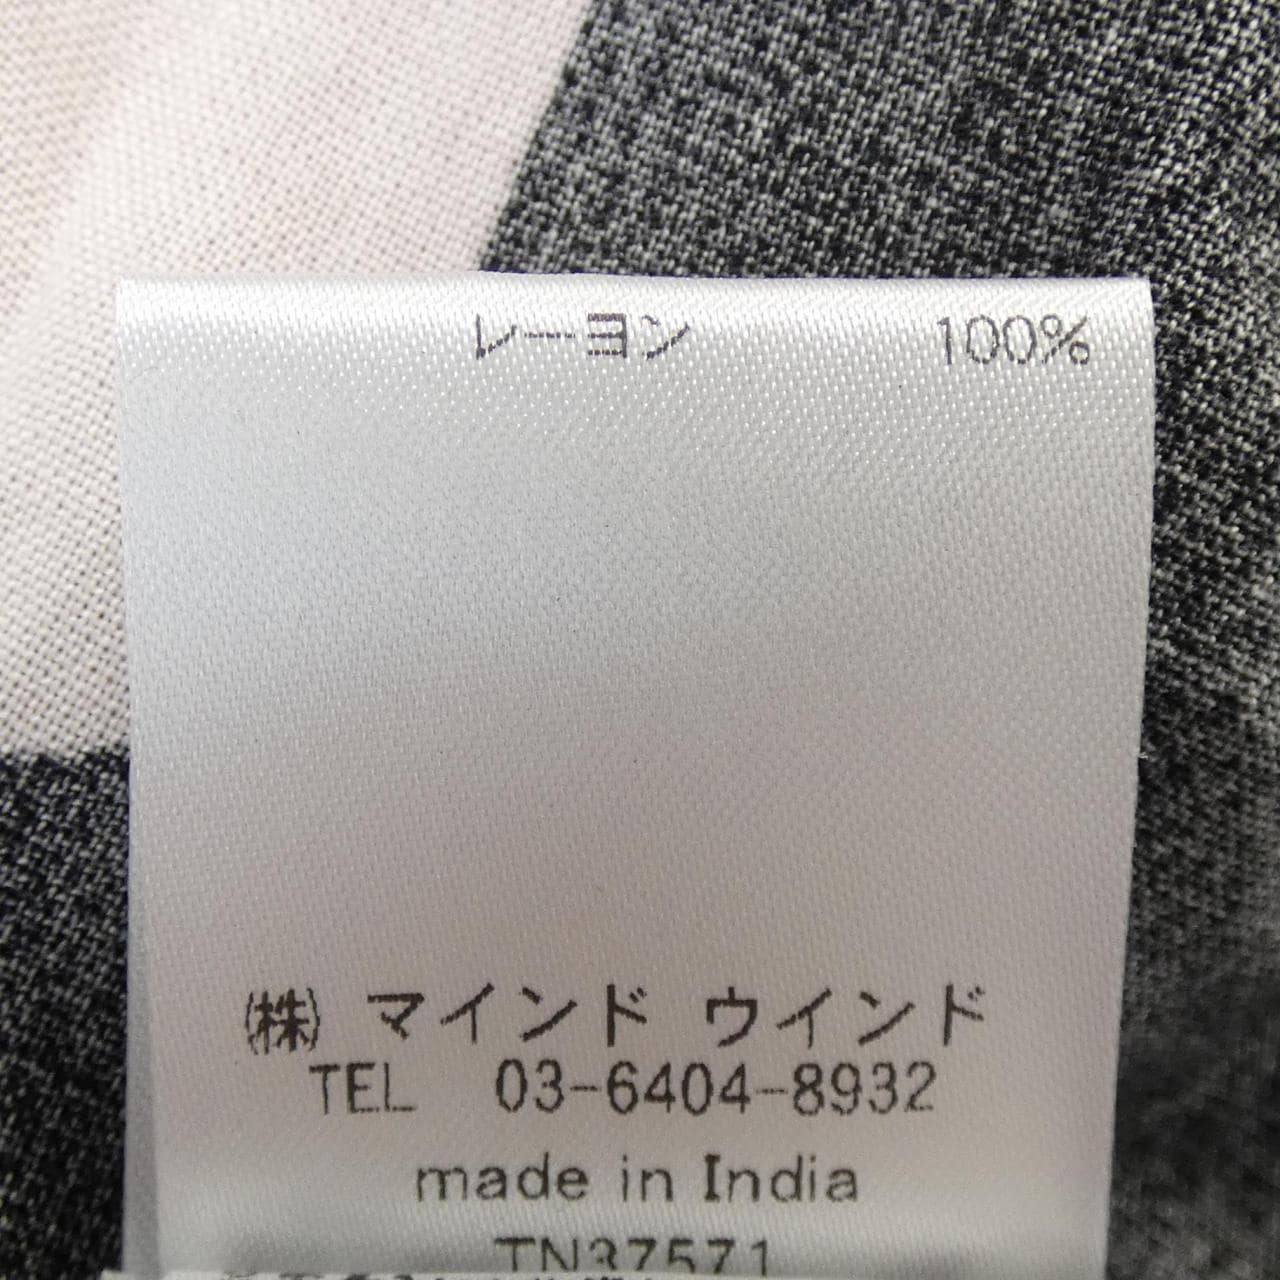 レーヨン 100%
㈱ マインド ウインド
TEL 03-6404-8932
made in India
TN37571